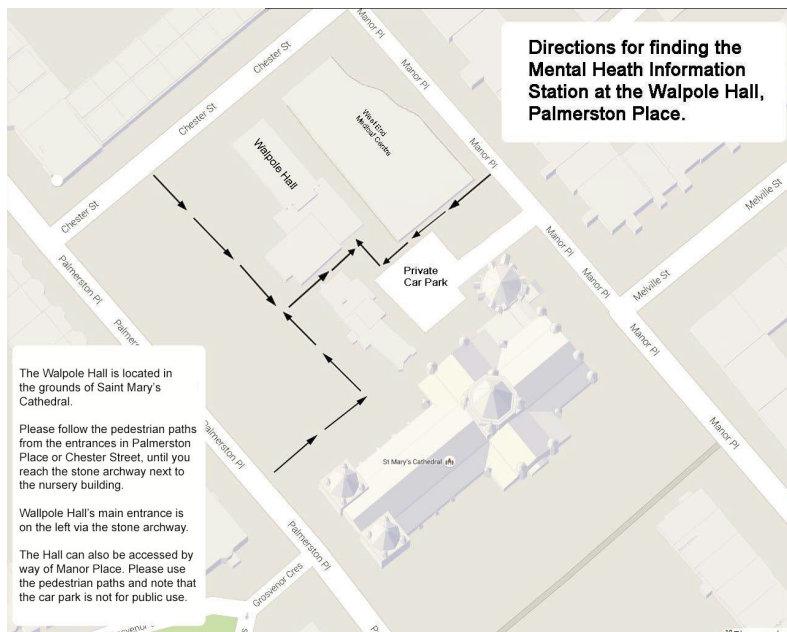 Directions for finding the
Mental Heath Information
Station at the Walpole Hall,
Palmerston Place.
Manor Pl
Manor Pl
Chester St
Chester St
Chester St
West End
Medical Centre
Walpole Hall
Manor Pl
Melville St
Manor Pl
Manor Pl
Melville St
Manor Pl
Manor Pl
Private
Car Park
Palmerston Pl
Palmerston Pl
Palmerston Pl
St Mary's Cathedral
Grosvenor Cres
The Walpole Hall is located in
the grounds of Saint Mary's
Cathedral.
Please follow the pedestrian paths
from the entrances in Palmerston
Place or Chester Street, until you
reach the stone archway next to
the nursery building.
Wallpole Hall's main entrance is
on the left via the stone archway.
The Hall can also be accessed by
way of Manor Place. Please use
the pedestrian paths and note that
the car park is not for public use.